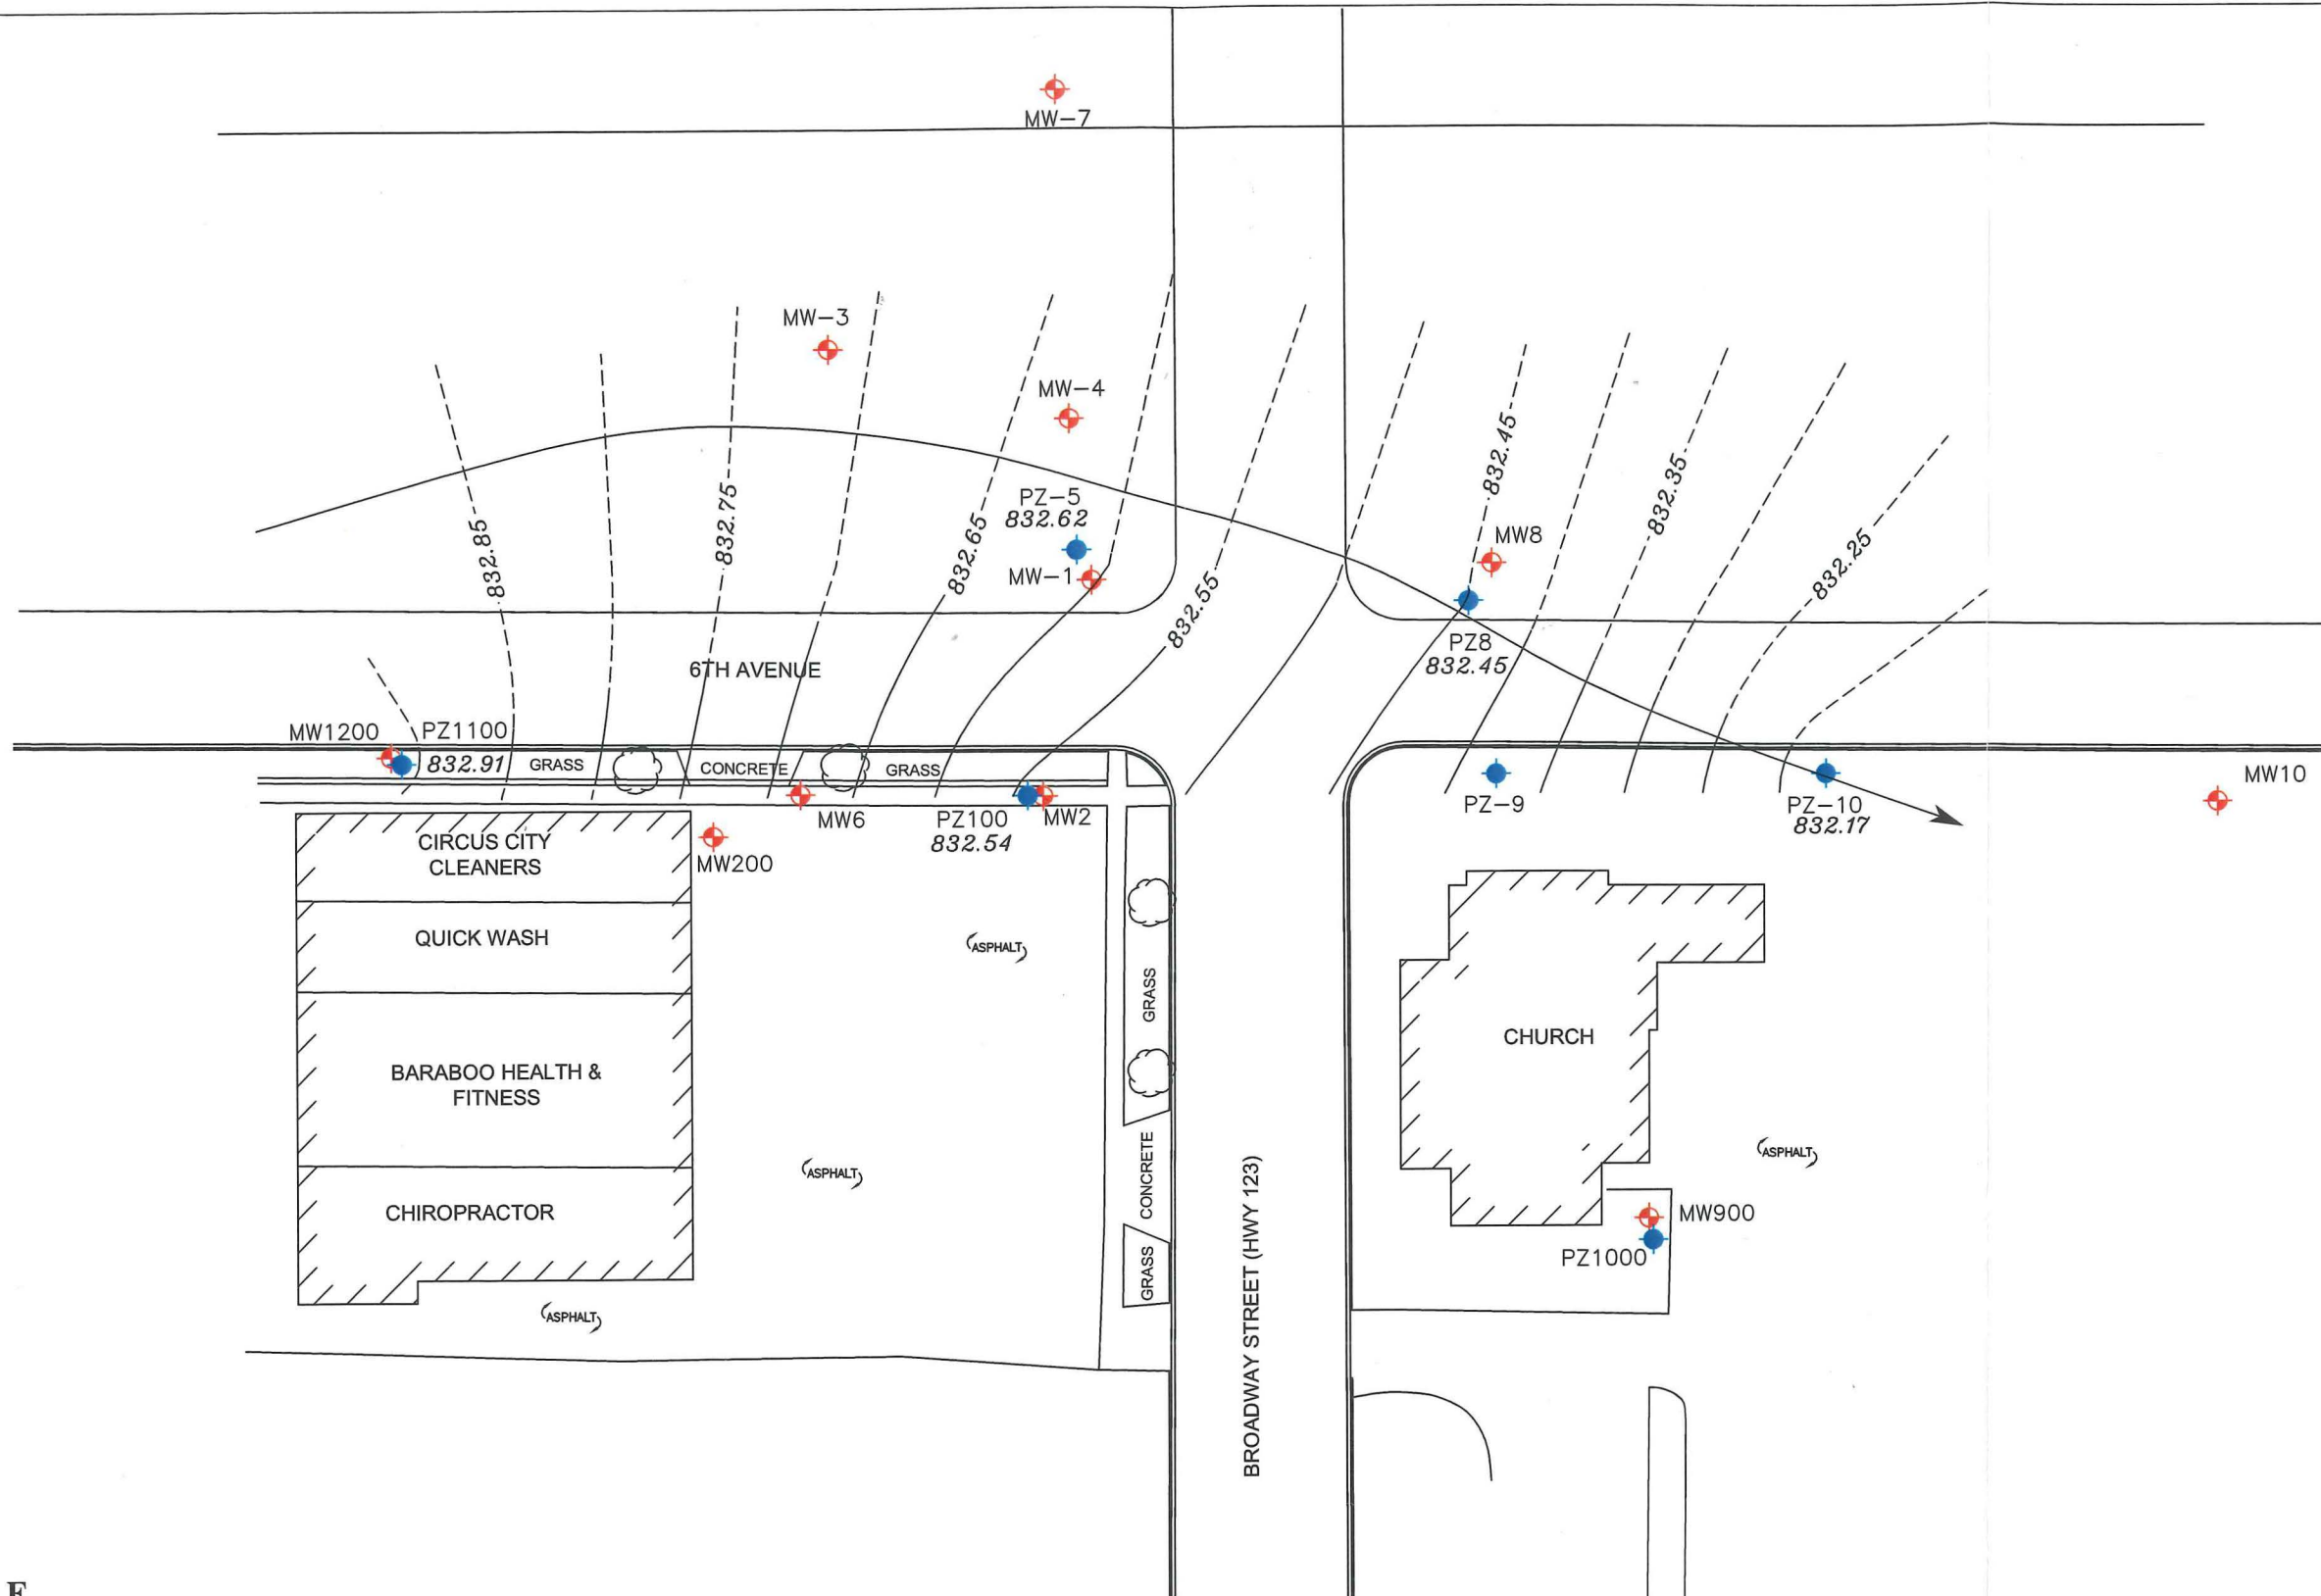 MW-7
MW-3
MW-4
PZ-5
832.62
MW-1
832.85
832.75
832.65
832.55
832.45
832.35
832.25
MW8
PZ8
832.45
6TH AVENUE
MW1200
PZ1100
832.91
GRASS
CONCRETE
GRASS
MW6
PZ100
832.54
MW2
MW200
PZ-9
PZ-10
832.17
MW10
CIRCUS CITY
CLEANERS
QUICK WASH
BARABOO HEALTH &
FITNESS
CHIROPRACTOR
ASPHALT
ASPHALT
ASPHALT
GRASS
CONCRETE
GRASS
BROADWAY STREET (HWY 123)
CHURCH
ASPHALT
MW900
PZ1000